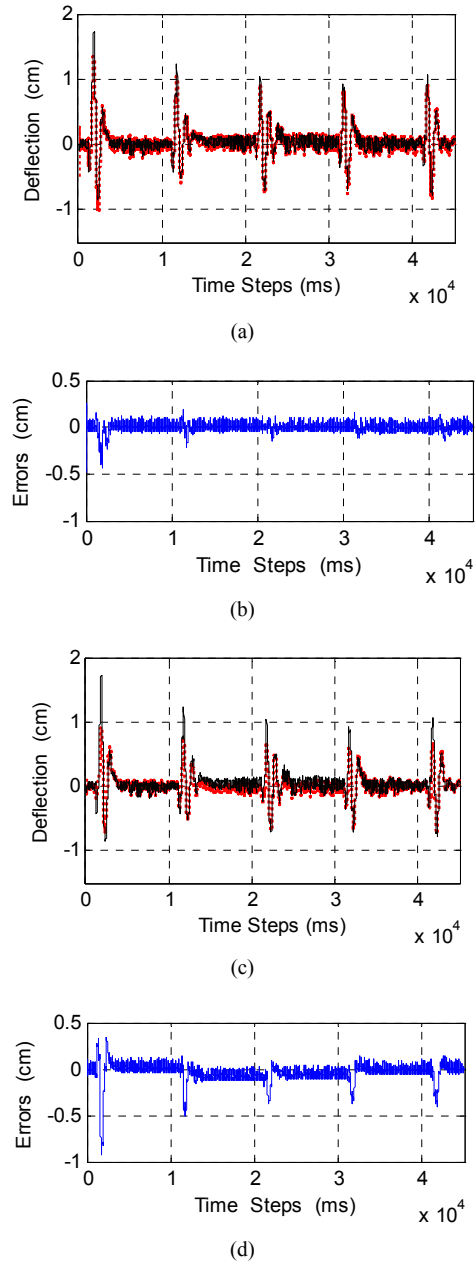 2
1
0
-1
Deflection (cm)
0 1 2 3 4
Time Steps (ms)
x 10^4
(a)
0.5
0
-0.5
-1
Errors (cm)
0 1 2 3 4
Time Steps (ms)
x 10^4
(b)
2
1
0
-1
Deflection (cm)
0 1 2 3 4
Time Steps (ms)
x 10^4
(c)
0.5
0
-0.5
-1
Errors (cm)
0 1 2 3 4
Time Steps (ms)
x 10^4
(d)